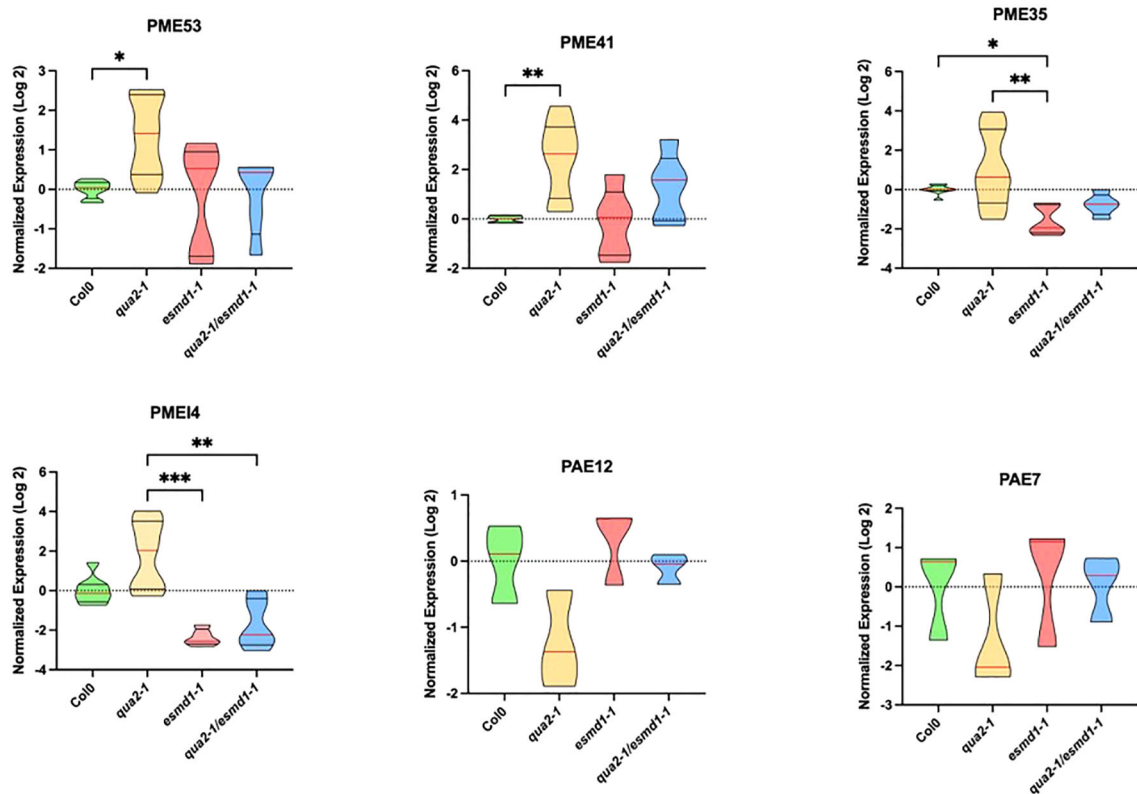 PME53
*
Normalized Expression (Log 2)
3
2
1
0
-1
-2
Col0
qua2-1
esmd1-1
qua2-1/esmd1-1
PME41
**
Normalized Expression (Log 2)
6
4
2
0
-2
Col0
qua2-1
esmd1-1
qua2-1/esmd1-1
PME35
*
**
Normalized Expression (Log 2)
6
4
2
0
-2
-4
Col0
qua2-1
esmd1-1
qua2-1/esmd1-1
PMEI4
**
***
Normalized Expression (Log 2)
6
4
2
0
-2
-4
Col0
qua2-1
esmd1-1
qua2-1/esmd1-1
PAE12
Normalized Expression (Log 2)
1
0
-1
-2
Col0
qua2-1
esmd1-1
qua2-1/esmd1-1
PAE7
Normalized Expression (Log 2)
2
1
0
-1
-2
-3
Col0
qua2-1
esmd1-1
qua2-1/esmd1-1